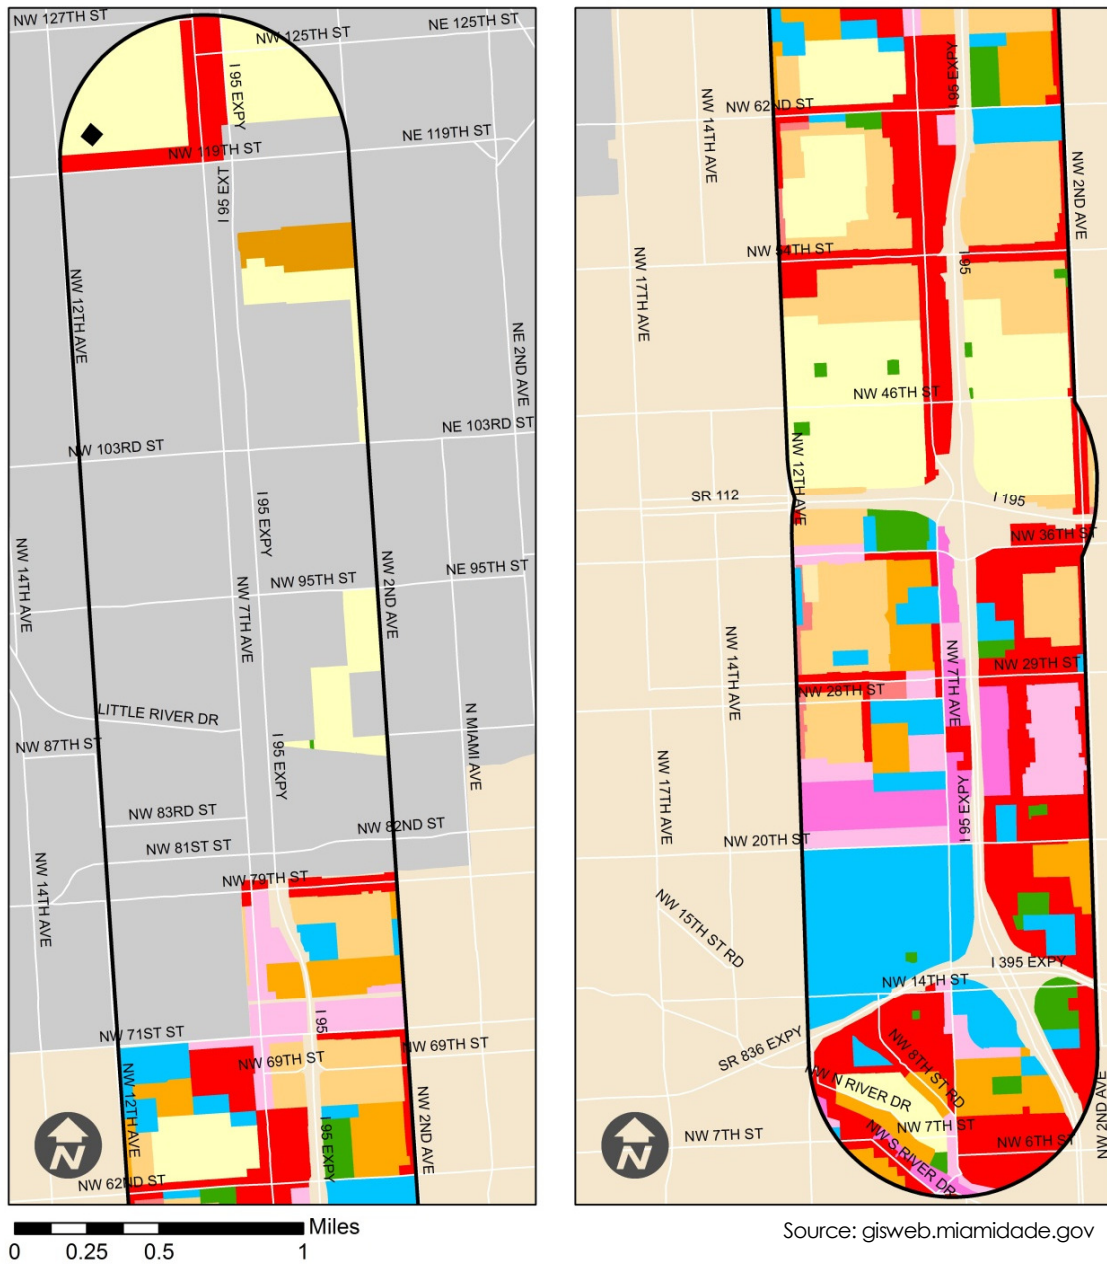 NW 127TH ST
NE 125TH ST
NW 125TH ST
I 95 EXPY
NE 119TH ST
NW 119TH ST
I 95 EXT
NW 12TH AVE
NE 2ND AVE
NE 103RD ST
NW 103RD ST
I 95 EXPY
NW 14TH AVE
NW 95TH ST
NE 95TH ST
NW 7TH AVE
NW 2ND AVE
LITTLE RIVER DR
N MIAMI AVE
NW 87TH ST
I 95 EXPY
NW 83RD ST
NW 82ND ST
NW 81ST ST
NW 14TH AVE
NW 79TH ST
I 95
NW 71ST ST
NW 69TH ST
NW 69TH ST
NW 12TH AVE
I 95 EXPY
NW 2ND AVE
NW 62ND ST
N
Miles
0 0.25 0.5 1
I 95 EXPY
NW 62ND ST
NW 14TH AVE
NW 2ND AVE
NW 54TH ST
I 95
NW 17TH AVE
NW 46TH ST
NW 12TH AVE
SR 112
I 195
NW 36TH ST
NW 14TH AVE
NW 7TH AVE
NW 29TH ST
NW 28TH ST
NW 17TH AVE
I 95 EXPY
NW 20TH ST
NW 15TH ST RD
I 395 EXPY
NW 14TH ST
SR 836 EXPY
NW 8TH ST RD
NW N RIVER DR
NW 7TH ST
NW 7TH ST
NW 6TH ST
NW S RIVER DR
NW 2ND AVE
N
Source: gisweb.miamidade.gov